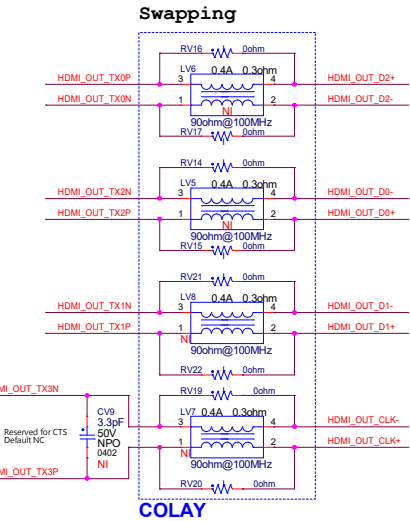 Swapping
RV16 0ohm
LV6 0.4A 0.3ohm
HDMI_OUT_TX0P 3 4 HDMI_OUT_D2+
HDMI_OUT_TX0N 1 2 HDMI_OUT_D2-
NI
90ohm@100MHz
RV17 0ohm
RV14 0ohm
LV5 0.4A 0.3ohm
HDMI_OUT_TX2N 3 4 HDMI_OUT_D0-
HDMI_OUT_TX2P 1 2 HDMI_OUT_D0+
NI
90ohm@100MHz
RV15 0ohm
RV21 0ohm
LV8 0.4A 0.3ohm
HDMI_OUT_TX1N 3 4 HDMI_OUT_D1-
HDMI_OUT_TX1P 1 2 HDMI_OUT_D1+
NI
90ohm@100MHz
RV22 0ohm
MI_OUT_TX3N RV19 0ohm
CV9 LV7 0.4A 0.3ohm
3.3pF 3 4 HDMI_OUT_CLK-
Reserved for CTS 50V
Default NC NPO 1 2 HDMI_OUT_CLK+
0402 NI
NI 90ohm@100MHz
MI_OUT_TX3P
RV20 0ohm
COLAY